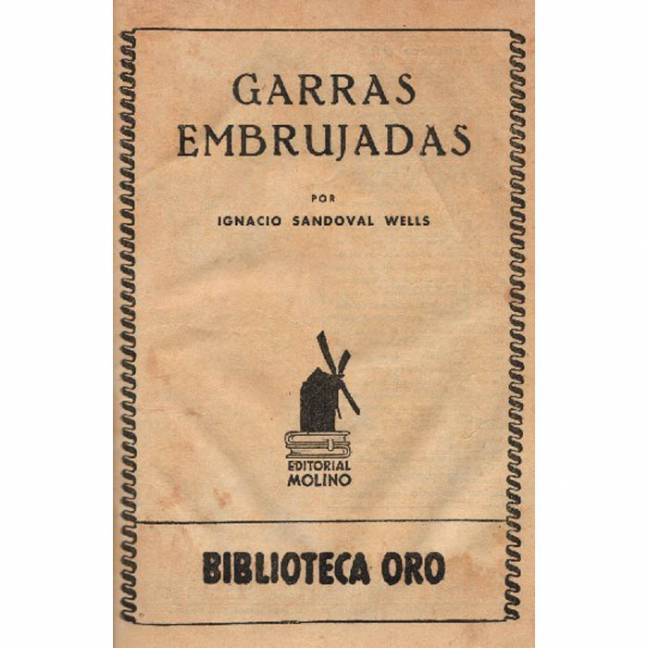 GARRAS
EMBRUJADAS
POR
IGNACIO SANDOVAL WELLS
EDITORIAL
MOLINO
BIBLIOTECA ORO